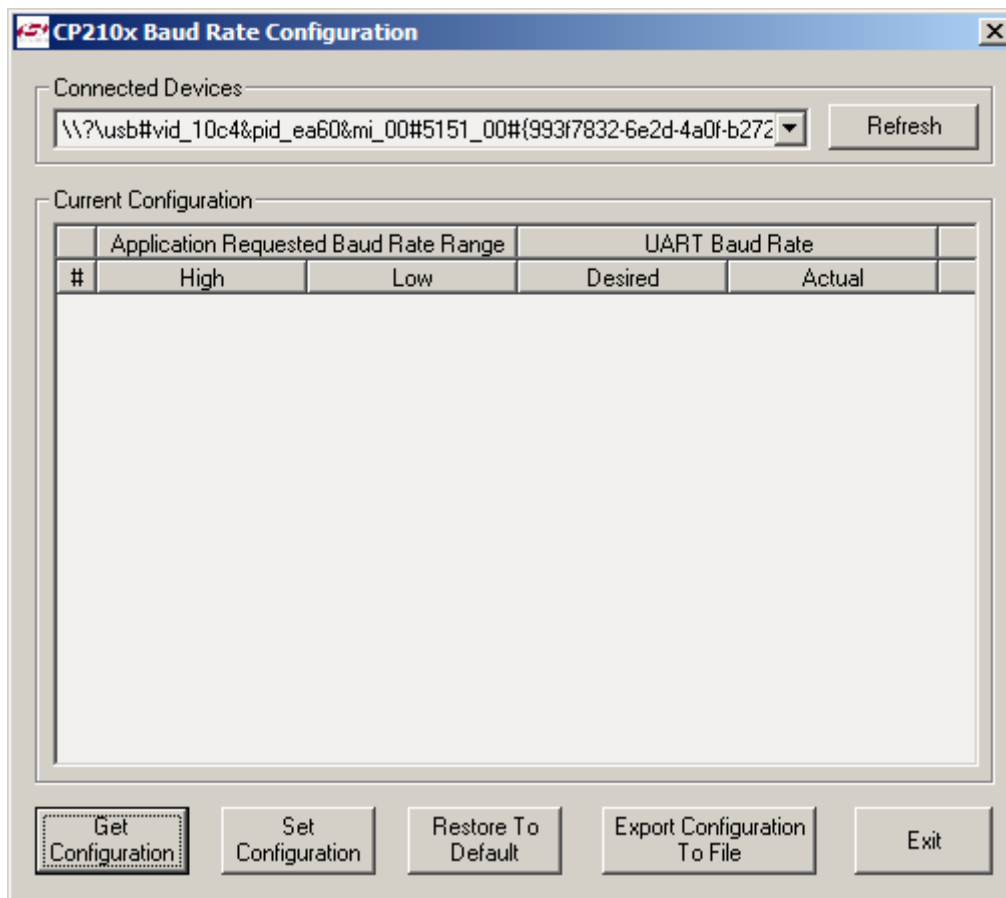 CP210x Baud Rate Configuration
Connected Devices
\\?\usb#vid_10c4&pid_ea60&mi_00#5151_00#{993f7832-6e2d-4a0f-b272
Refresh
Current Configuration
Application Requested Baud Rate Range UART Baud Rate
# High Low Desired Actual
Get Set Restore To Export Configuration Exit
Configuration Configuration Default To File